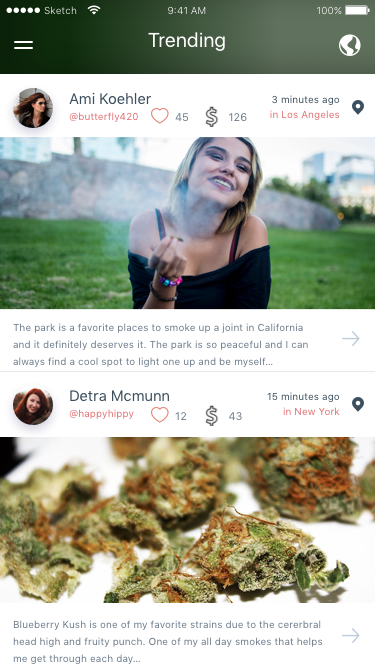 Sketch 9:41 AM 100%
Trending
Ami Koehler 3 minutes ago
@butterfly420 45 $ 126 in Los Angeles
The park is a favorite places to smoke up a joint in California
and it definitely deserves it. The park is so peaceful and I can
always find a cool spot to light one up and be myself...
Detra Mcmunn 15 minutes ago
@happyhippy 12 $ 43 in New York
Blueberry Kush is one of my favorite strains due to the cererbral
head high and fruity punch. One of my all day smokes that helps
me get through each day...